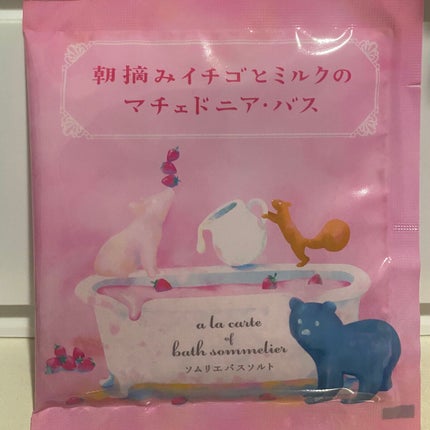 朝摘みイチゴとミルクの
マチェドニア・バス
a la carte
of
bath sommelier
ソムリエバスソルト